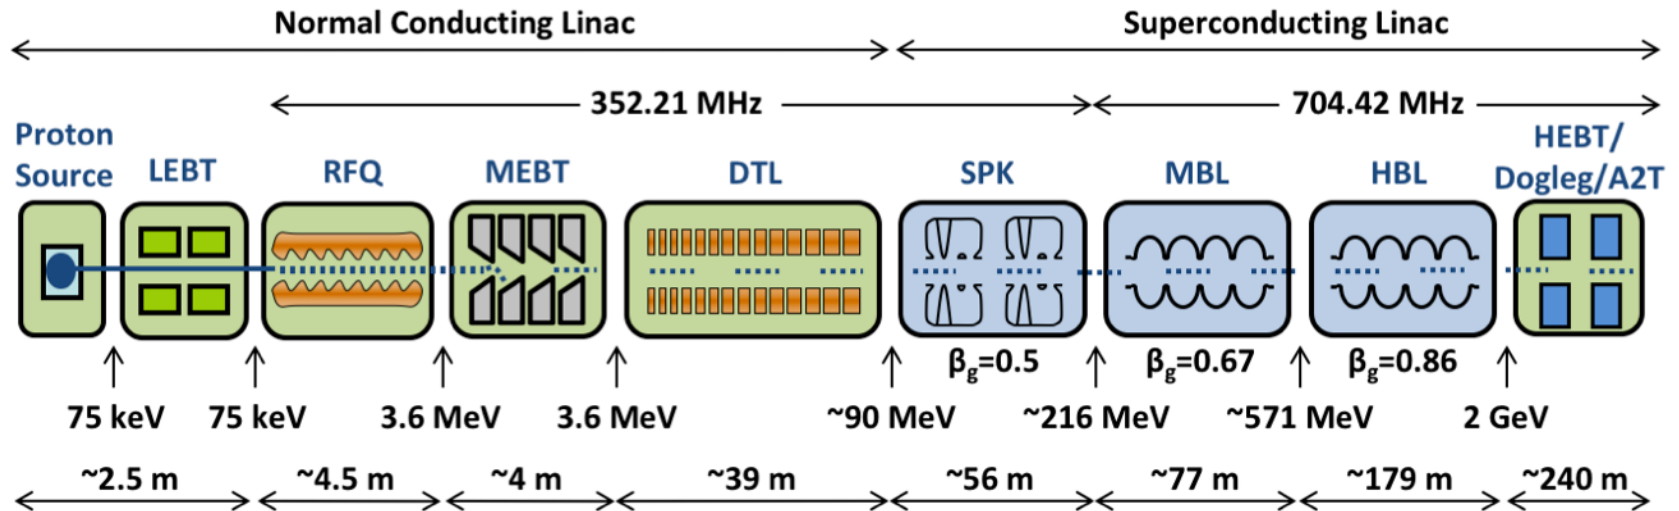 Normal Conducting Linac
Superconducting Linac
352.21 MHz
704.42 MHz
Proton
Source
LEBT
RFQ
MEBT
DTL
SPK
MBL
HBL
HEBT/
Dogleg/A2T
βg=0.5
βg=0.67
βg=0.86
75 keV
75 keV
3.6 MeV
3.6 MeV
~90 MeV
~216 MeV
~571 MeV
2 GeV
~2.5 m
~4.5 m
~4 m
~39 m
~56 m
~77 m
~179 m
~240 m